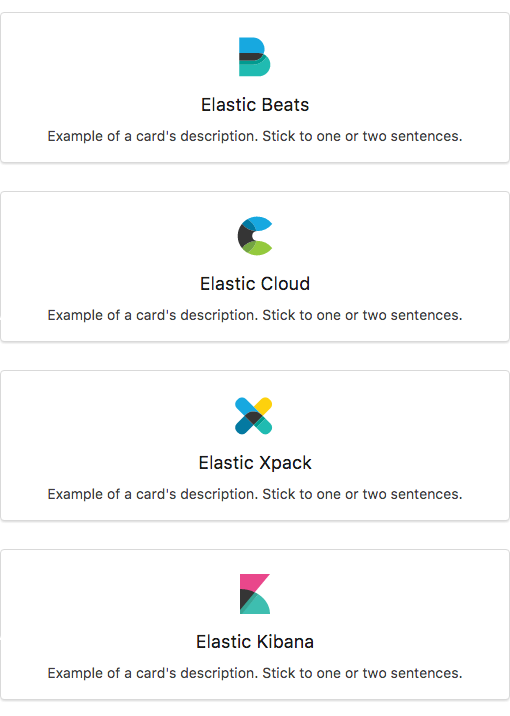 Elastic Beats
Example of a card's description. Stick to one or two sentences.
Elastic Cloud
Example of a card's description. Stick to one or two sentences.
Elastic Xpack
Example of a card's description. Stick to one or two sentences.
Elastic Kibana
Example of a card's description. Stick to one or two sentences.